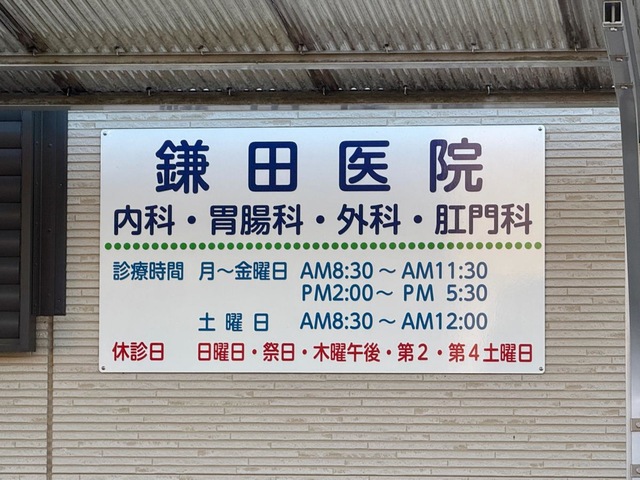 鎌田医院
内科・胃腸科・外科・肛門科
診療時間 月〜金曜日 AM8:30〜AM11:30
PM2:00〜PM 5:30
土曜日 AM8:30〜AM12:00
休診日 日曜日・祭日・木曜午後・第2・第4土曜日